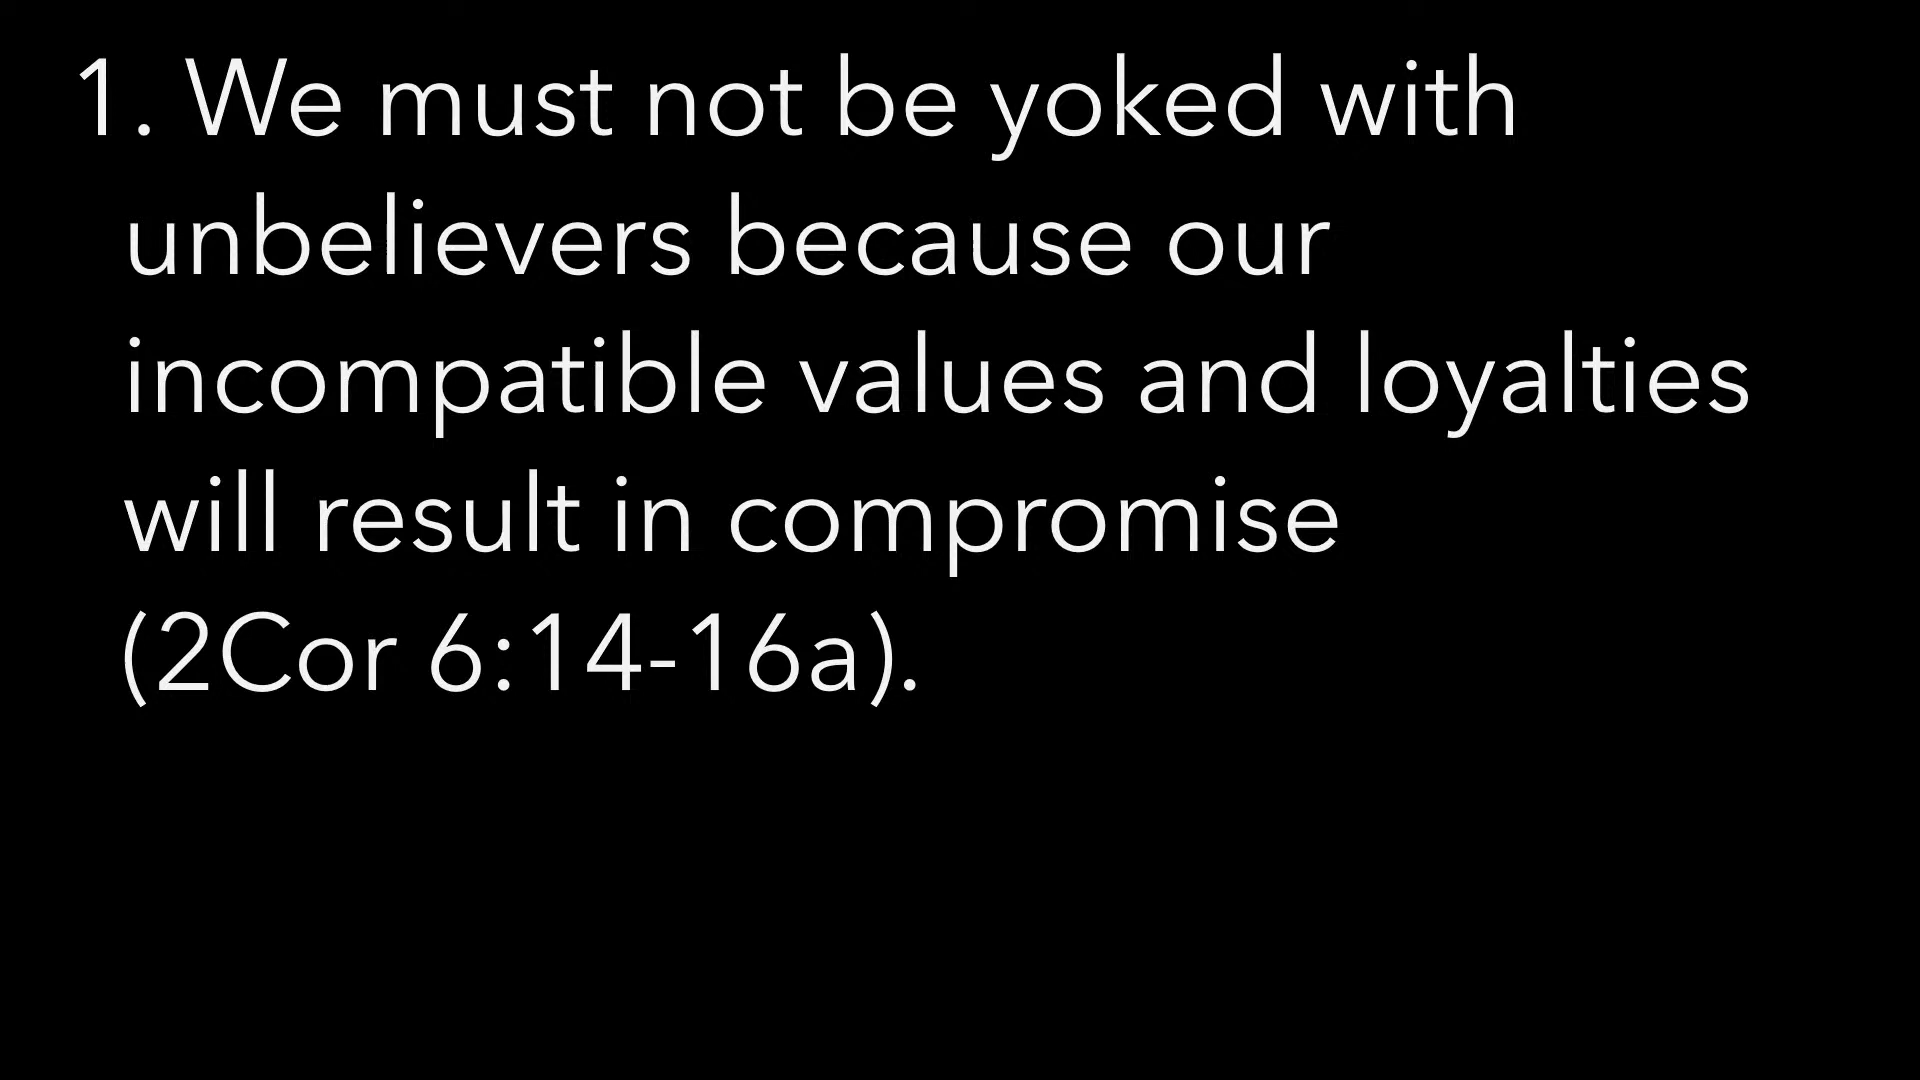 1. We must not be yoked with
unbelievers because our
incompatible values and loyalties
will result in compromise
(2Cor 6:14-16a).